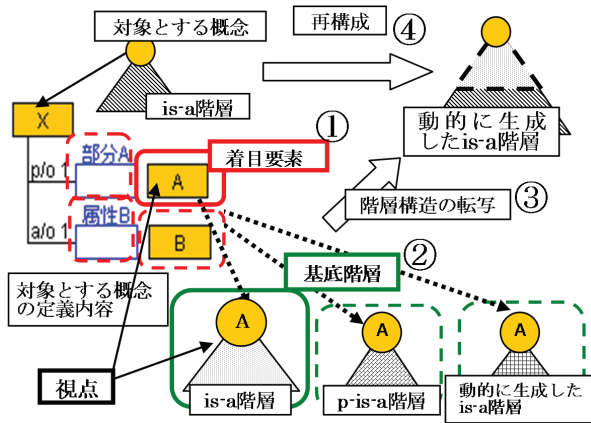 対象とする概念
再構成
④
is-a階層
X
動的に生成
したis-a階層
①
部分A
着目要素
p/o 1
A
階層構造の転写
③
属性B
a/o 1
B
②
基底階層
対象とする概念
の定義内容
A
A
A
視点
is-a階層
p-is-a階層
動的に生成した
is-a階層